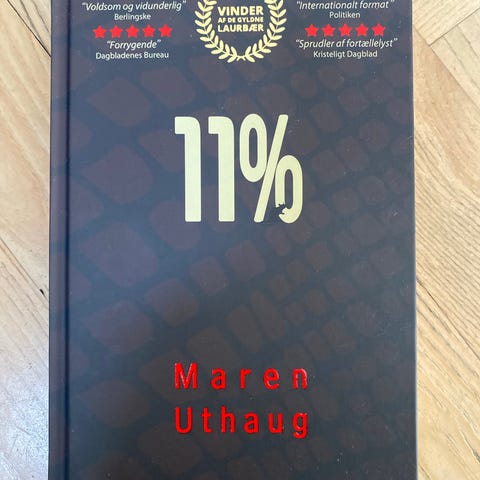 "Voldsom og vidunderlig"
Berlingske
"Forrygende"
Dagbladenes Bureau
VINDER
AF DE GYLDNE
LAURBÆR
"Internationalt format"
Politiken
"Sprudler af fortællelyst"
Kristeligt Dagblad
11%
Maren
Uthaug